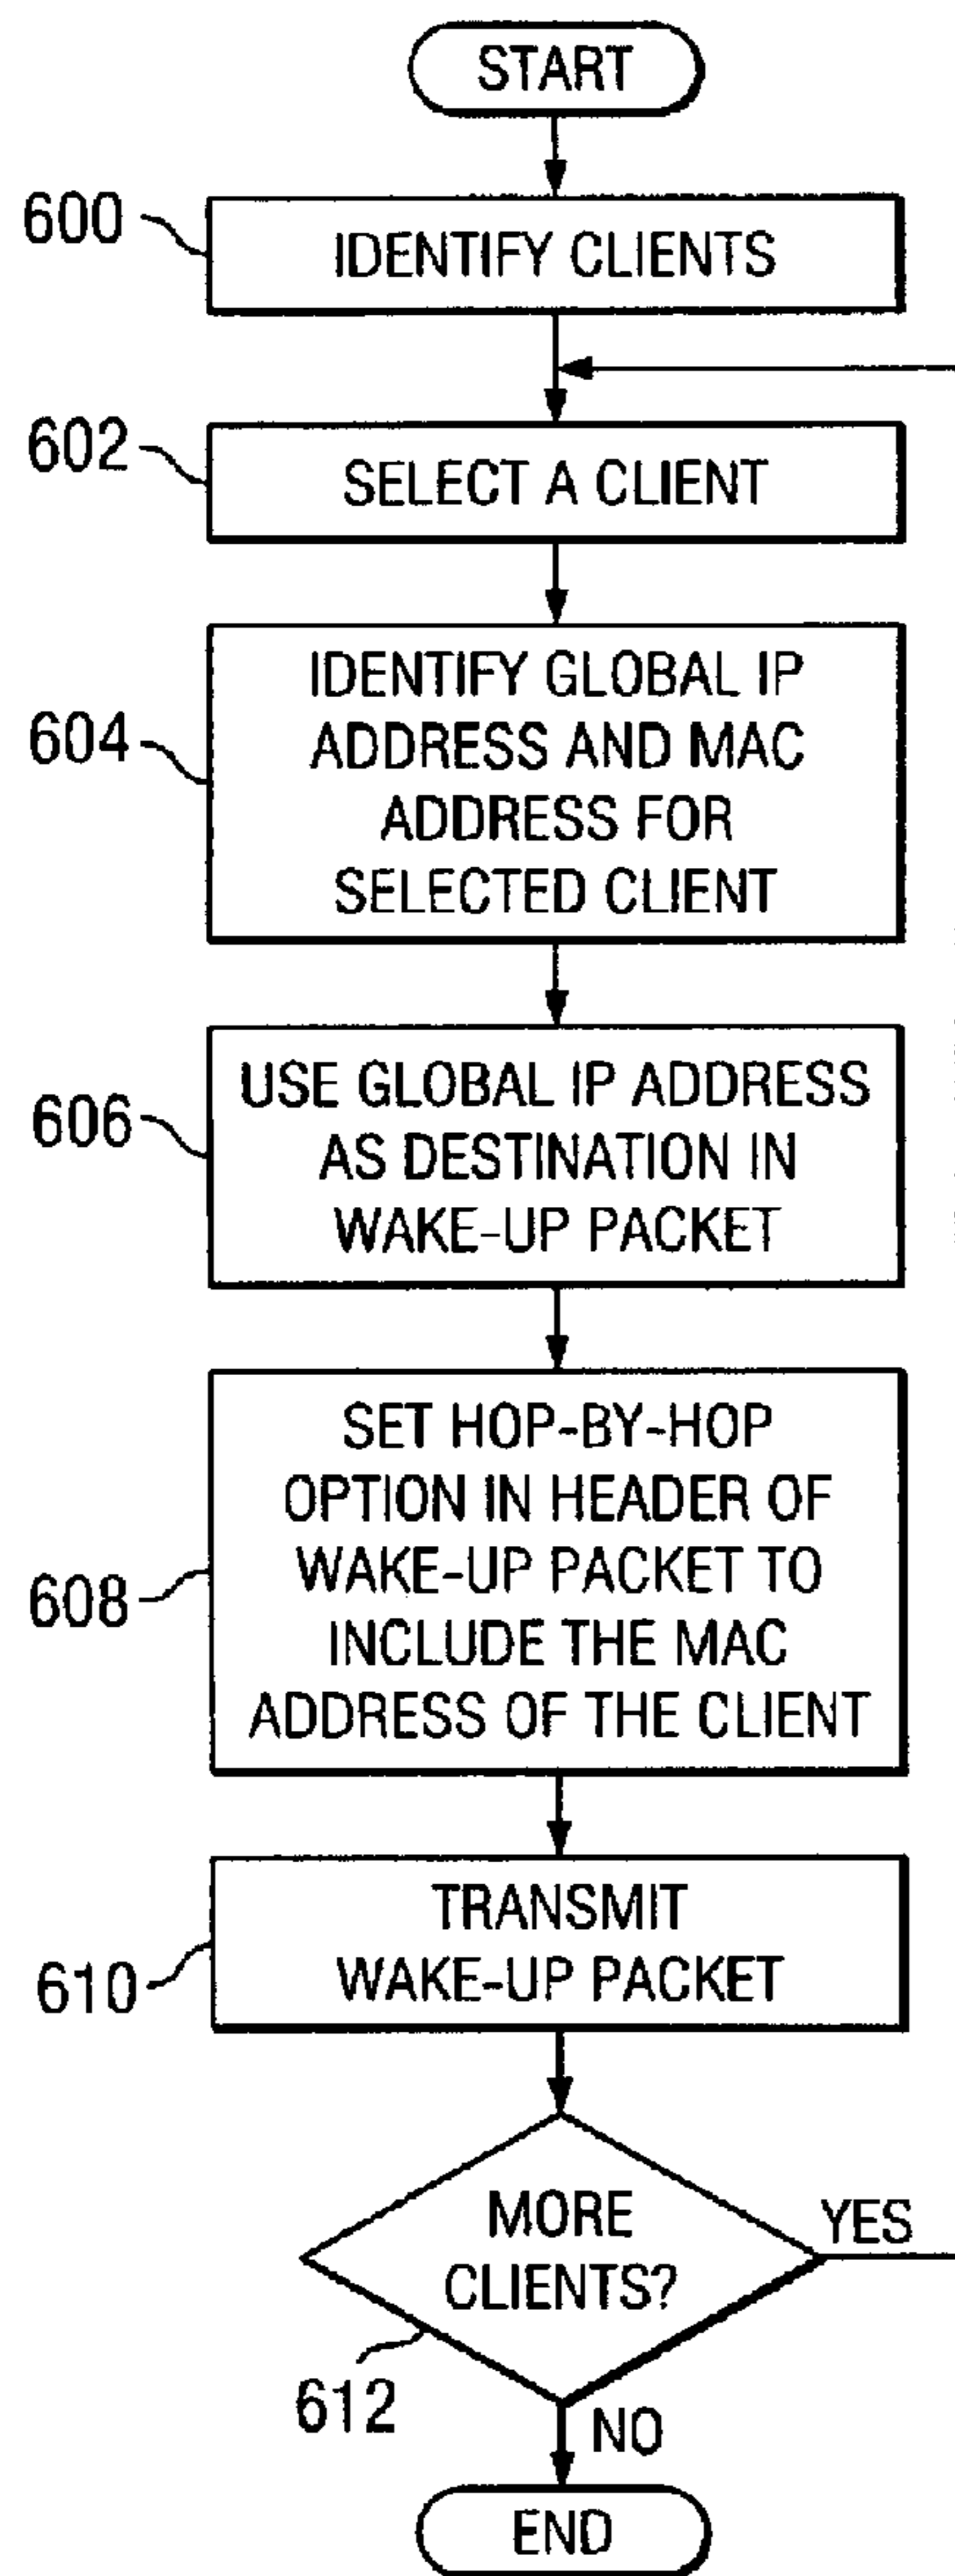 START
600
IDENTIFY CLIENTS
602
SELECT A CLIENT
604
IDENTIFY GLOBAL IP
ADDRESS AND MAC
ADDRESS FOR
SELECTED CLIENT
606
USE GLOBAL IP ADDRESS
AS DESTINATION IN
WAKE-UP PACKET
608
SET HOP-BY-HOP
OPTION IN HEADER OF
WAKE-UP PACKET TO
INCLUDE THE MAC
ADDRESS OF THE CLIENT
610
TRANSMIT
WAKE-UP PACKET
MORE
CLIENTS?
YES
612
NO
END